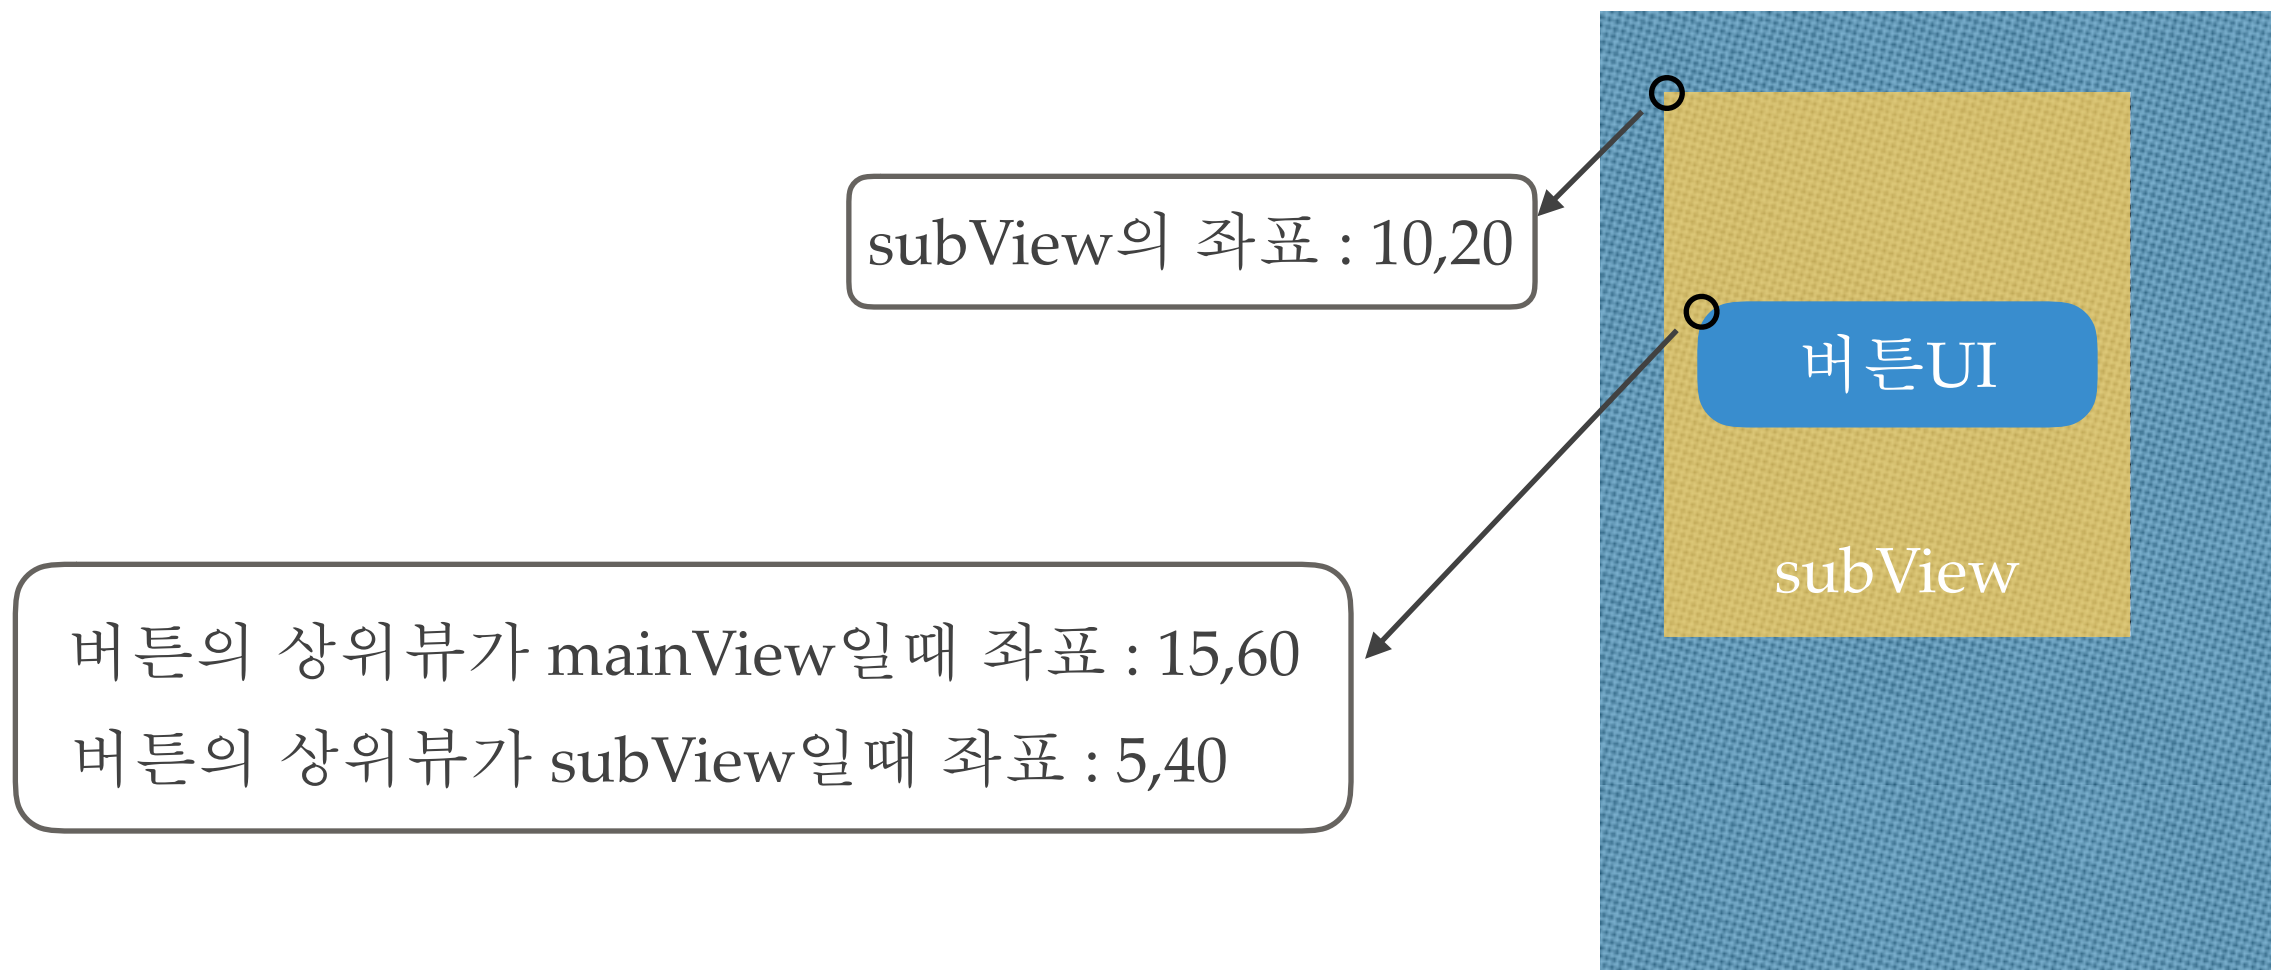 subView의 좌표 : 10,20
버튼UI
subView
버튼의 상위뷰가 mainView일때 좌표 : 15,60
버튼의 상위뷰가 subView일때 좌표 : 5,40